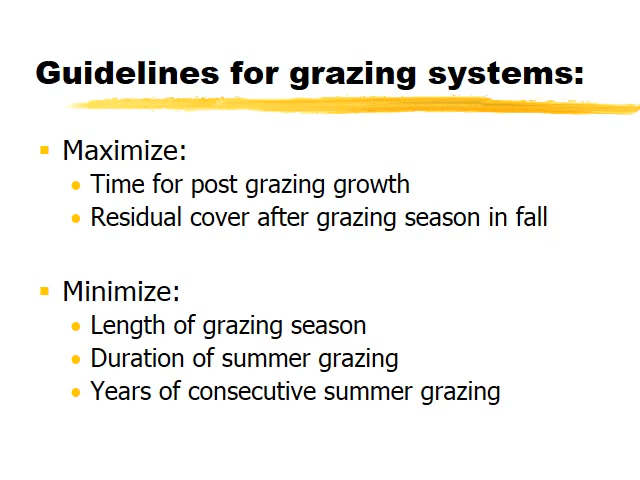 Guidelines for grazing systems:
Maximize:
Time for post grazing growth
Residual cover after grazing season in fall
Minimize:
Length of grazing season
Duration of summer grazing
Years of consecutive summer grazing